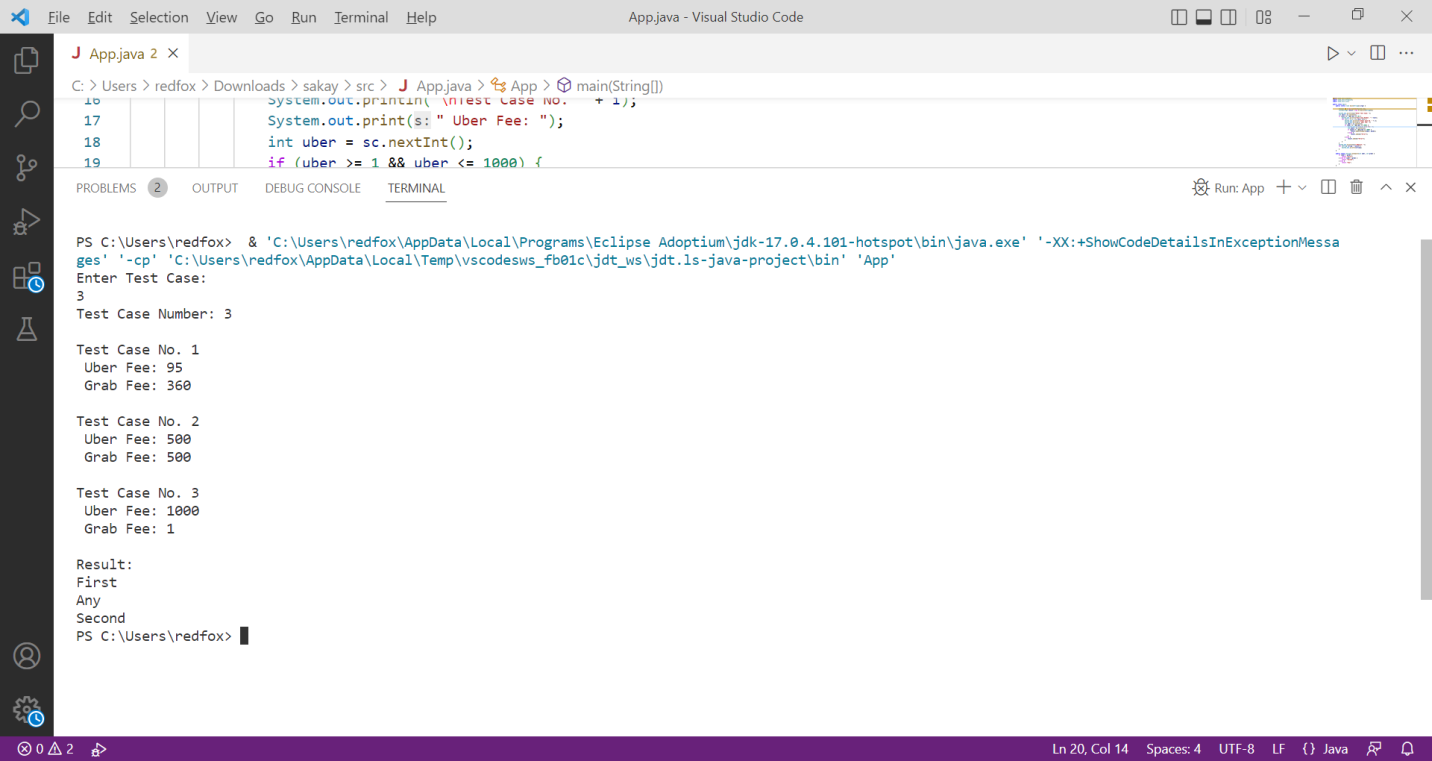 File Edit Selection View Go Run Terminal Help App.java - Visual Studio Code
J App.java 2
C: > Users > redfox > Downloads > sakay > src > J App.java > App > main(String[])
16 System.out.println("\nTest Case No. " + i);
17 System.out.print(s: " Uber Fee: ");
18 int uber = sc.nextInt();
19 if (uber >= 1 && uber <= 1000) {
PROBLEMS 2 OUTPUT DEBUG CONSOLE TERMINAL Run: App
PS C:\Users\redfox> & 'C:\Users\redfox\AppData\Local\Programs\Eclipse Adoptium\jdk-17.0.4.101-hotspot\bin\java.exe' '-XX:+ShowCodeDetailsInExceptionMessa
ges' '-cp' 'C:\Users\redfox\AppData\Local\Temp\vscodesws_fb01c\jdt_ws\jdt.ls-java-project\bin' 'App'
Enter Test Case:
3
Test Case Number: 3
Test Case No. 1
Uber Fee: 95
Grab Fee: 360
Test Case No. 2
Uber Fee: 500
Grab Fee: 500
Test Case No. 3
Uber Fee: 1000
Grab Fee: 1
Result:
First
Any
Second
PS C:\Users\redfox>
0 2 Ln 20, Col 14 Spaces: 4 UTF-8 LF {} Java